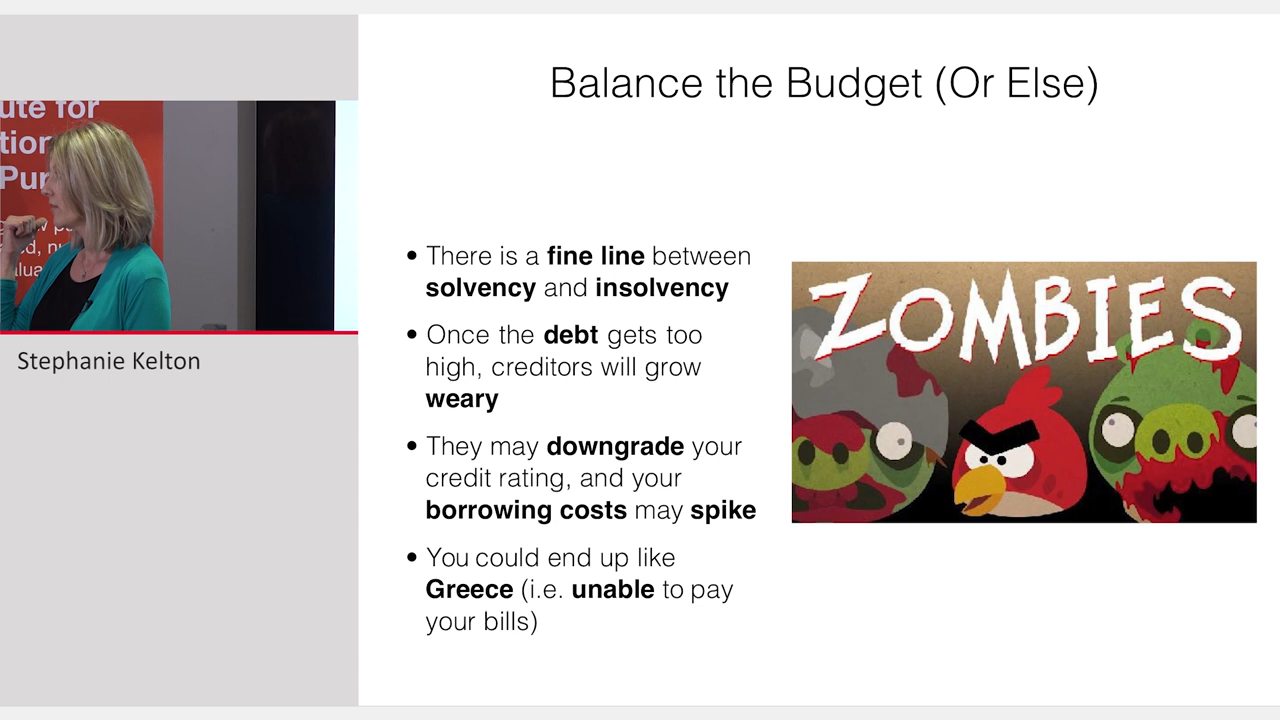 Balance the Budget (Or Else)
ute for
tion
Pur
Stephanie Kelton
• There is a fine line between
solvency and insolvency
• Once the debt gets too
high, creditors will grow
weary
• They may downgrade your
credit rating, and your
borrowing costs may spike
• You could end up like
Greece (i.e. unable to pay
your bills)
ZOMBIES